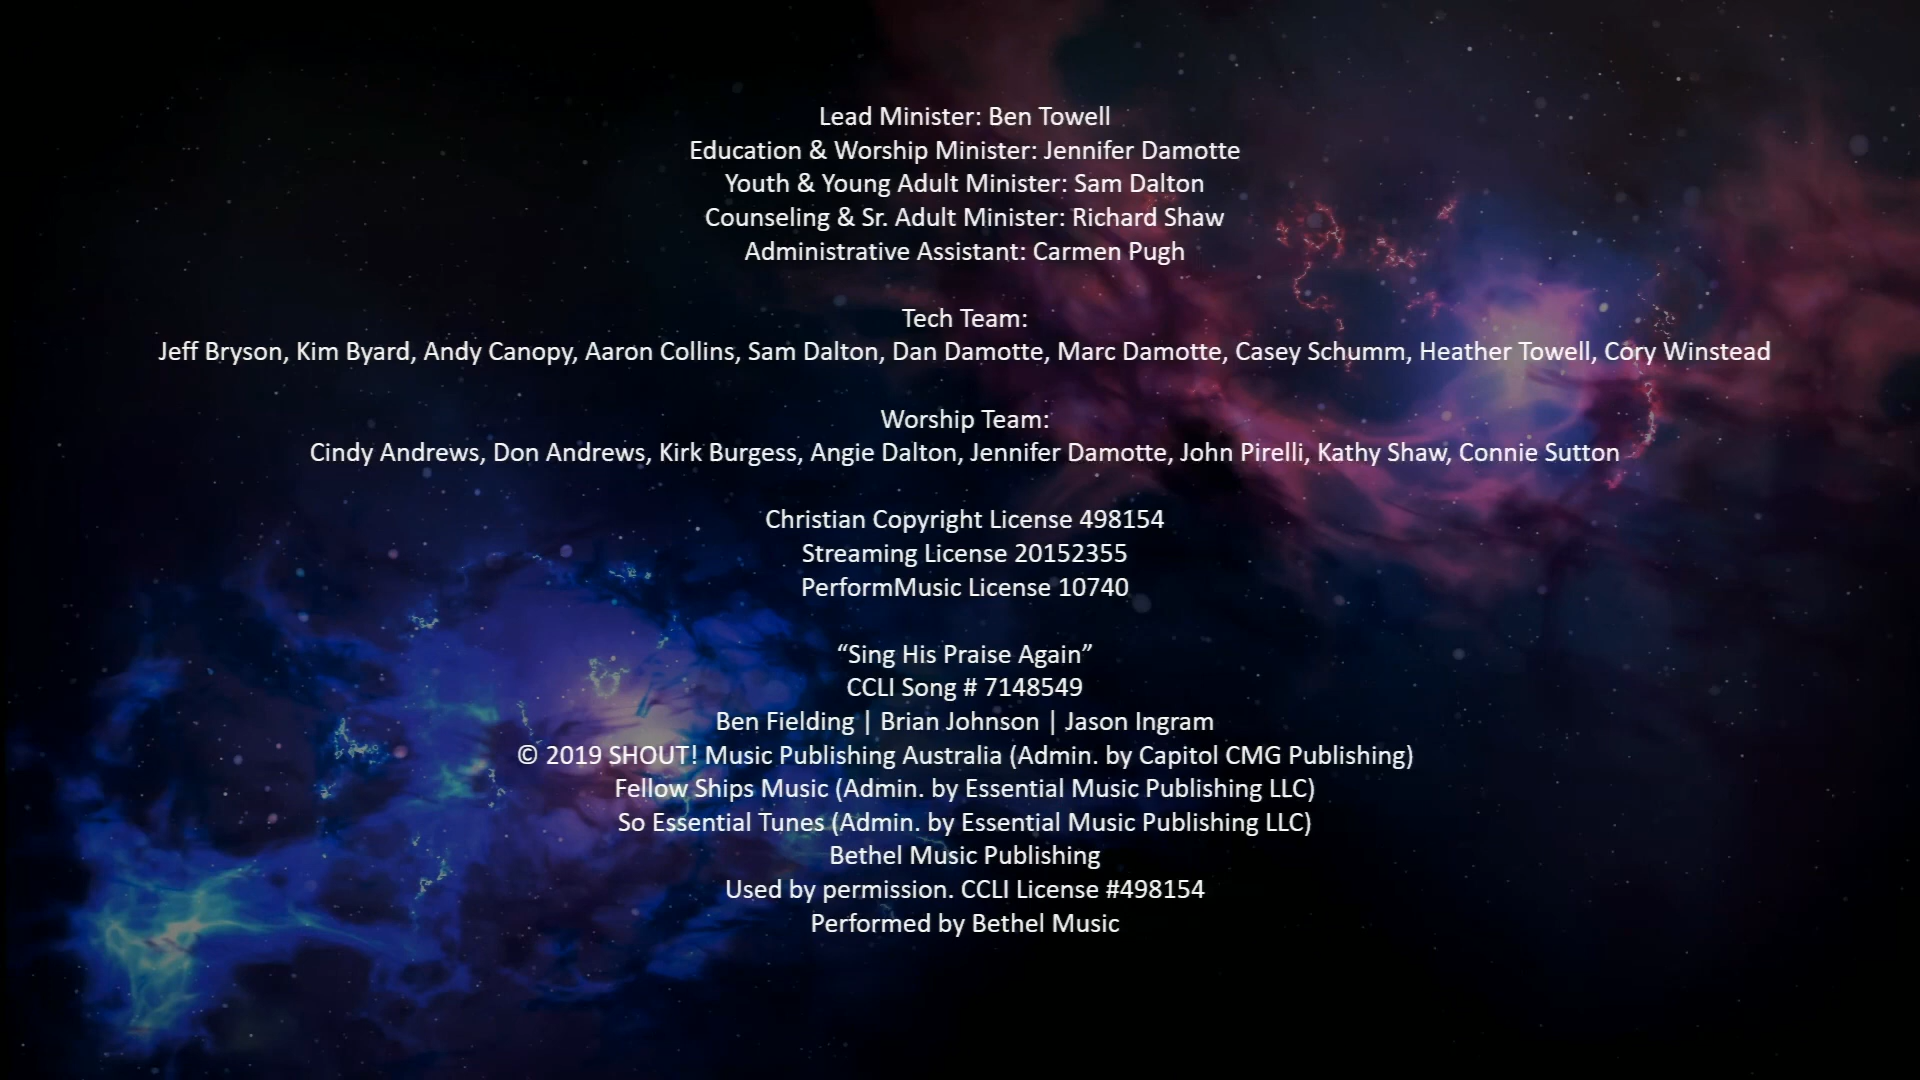 Lead Minister: Ben Towell
Education & Worship Minister: Jennifer Damotte
Youth & Young Adult Minister: Sam Dalton
Counseling & Sr. Adult Minister: Richard Shaw
Administrative Assistant: Carmen Pugh
Tech Team:
Jeff Bryson, Kim Byard, Andy Canopy, Aaron Collins, Sam Dalton, Dan Damotte, Marc Damotte, Casey Schumm, Heather Towell, Cory Winstead
Worship Team:
Cindy Andrews, Don Andrews, Kirk Burgess, Angie Dalton, Jennifer Damotte, John Pirelli, Kathy Shaw, Connie Sutton
Christian Copyright License 498154
Streaming License 20152355
PerformMusic License 10740
“Sing His Praise Again”
CCLI Song # 7148549
Ben Fielding | Brian Johnson | Jason Ingram
© 2019 SHOUT! Music Publishing Australia (Admin. by Capitol CMG Publishing)
Fellow Ships Music (Admin. by Essential Music Publishing LLC)
So Essential Tunes (Admin. by Essential Music Publishing LLC)
Bethel Music Publishing
Used by permission. CCLI License #498154
Performed by Bethel Music